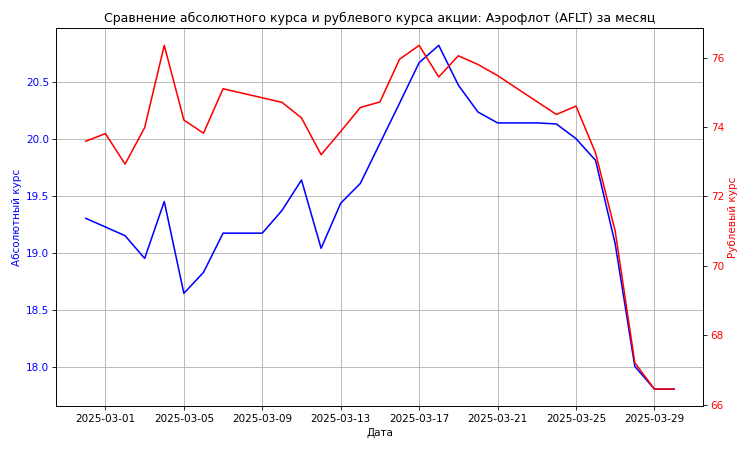 Сравнение абсолютного курса и рублевого курса акции: Аэрофлот (AFLT) за месяц
Абсолютный курс
20.5
20.0
19.5
19.0
18.5
18.0
76
74
72
70
68
66
Рублевый курс
2025-03-01 2025-03-05 2025-03-09 2025-03-13 2025-03-17 2025-03-21 2025-03-25 2025-03-29
Дата